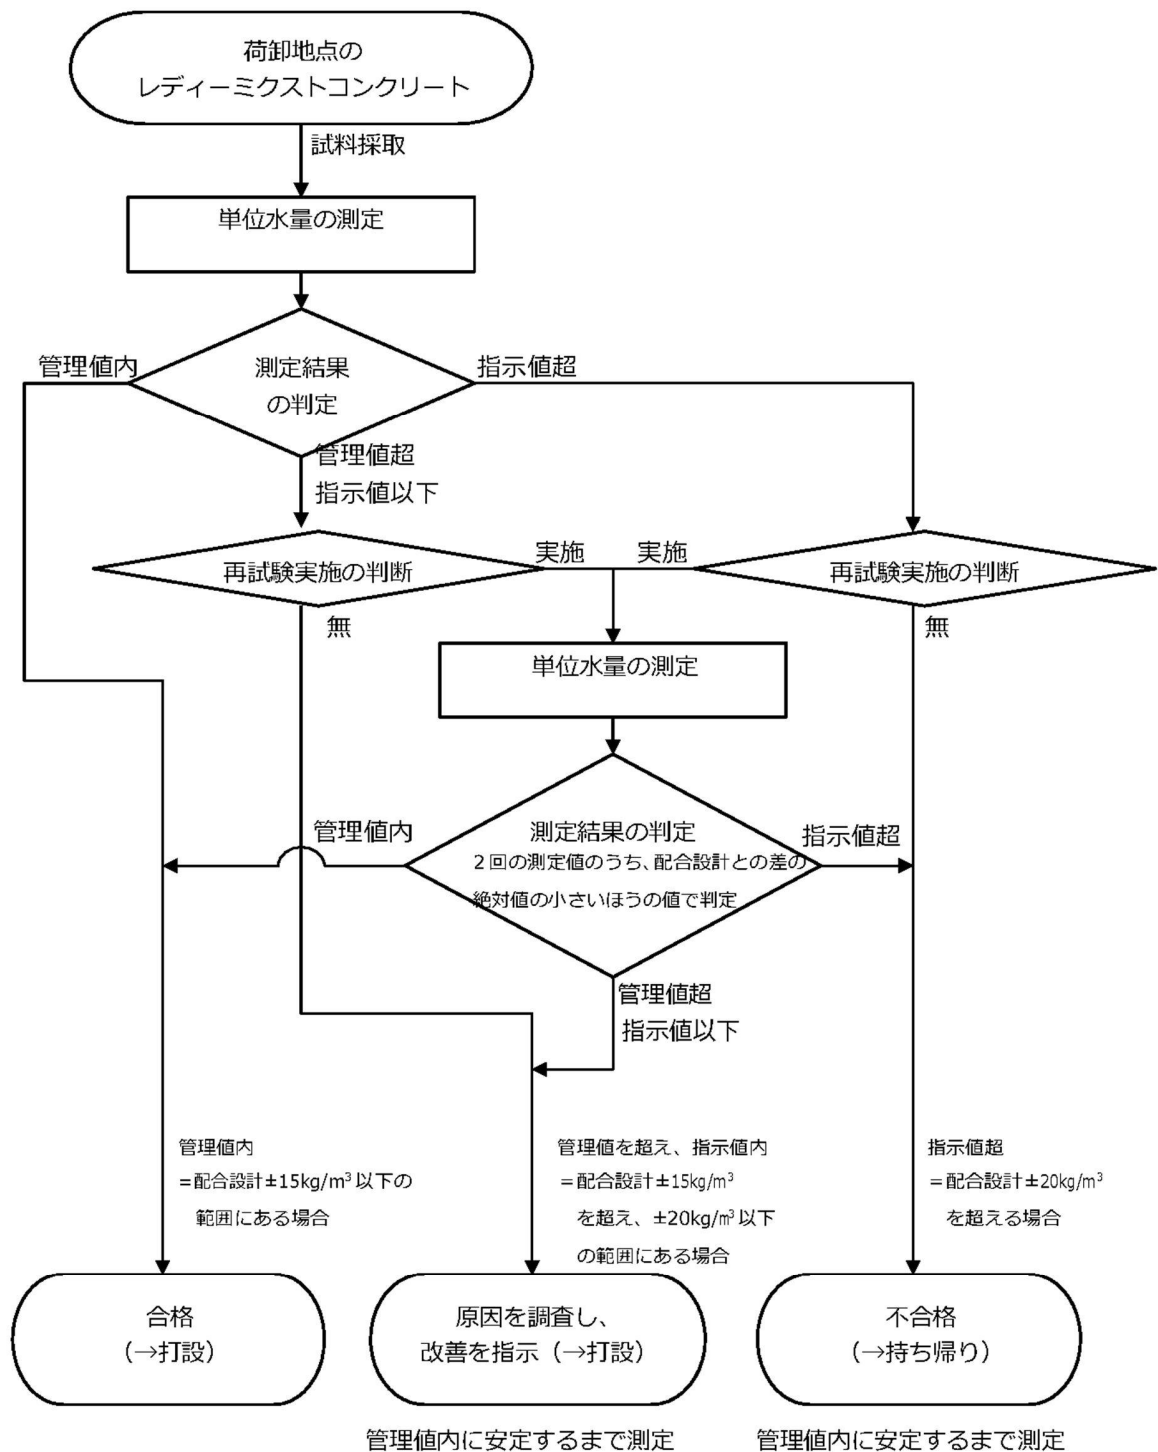 荷卸地点の
レディーミクストコンクリート
試料採取
単位水量の測定
管理値内
測定結果
の判定
指示値超
管理値超
指示値以下
再試験実施の判断
実施
実施
再試験実施の判断
無
無
単位水量の測定
管理値内
測定結果の判定
2回の測定値のうち、配合設計との差の
絶対値の小さいほうの値で判定
指示値超
管理値超
指示値以下
管理値内
=配合設計±15kg/m³以下の
範囲にある場合
管理値を超え、指示値内
=配合設計±15kg/m³
を超え、±20kg/m³以下
の範囲にある場合
指示値超
=配合設計±20kg/m³
を超える場合
合格
(→打設)
原因を調査し、
改善を指示(→打設)
不合格
(→持ち帰り)
管理値内に安定するまで測定
管理値内に安定するまで測定